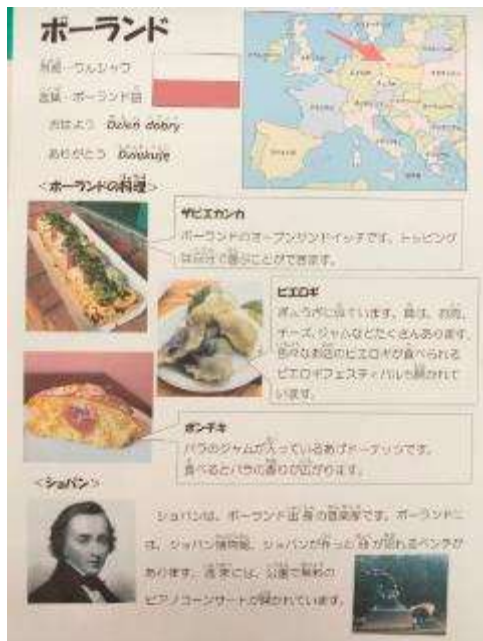 ポーランド
首都…ワルシャワ
言葉…ポーランド語
おはよう Dzień dobry
ありがとう Dziękuję
<ポーランドの料理>
ザピエカンカ
ポーランドのオープンサンドイッチです。トッピング
は自分で選ぶことができます。
ピエロギ
ぎょうざに似ています。具は、お肉、
チーズ、ジャムなどたくさんあります。
色々なお店のピエロギが食べられる
ピエロギフェスティバルも開かれて
います。
ポンチキ
バラのジャムが入っているあげドーナッツです。
食べるとバラの香りが広がります。
<ショパン>
ショパンは、ポーランド出身の音楽家です。ポーランドに
は、ショパン博物館、ショパンが作った曲が流れるベンチが
あります。週末には、公園で無料の
ピアノコンサートが開かれています。